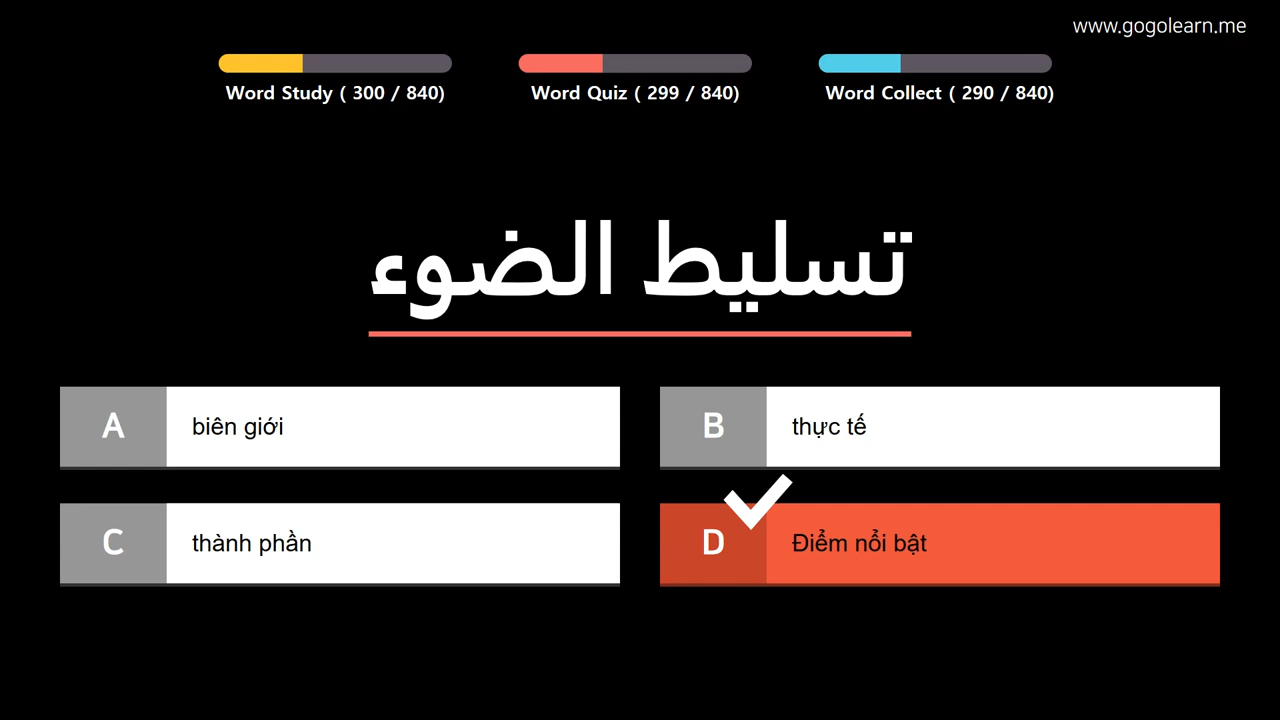 www.gogolearn.me
Word Study ( 300 / 840)
Word Quiz ( 299 / 840)
Word Collect ( 290 / 840)
تسليط الضوء
A
biên giới
B
thực tế
C
thành phần
D
Điểm nổi bật